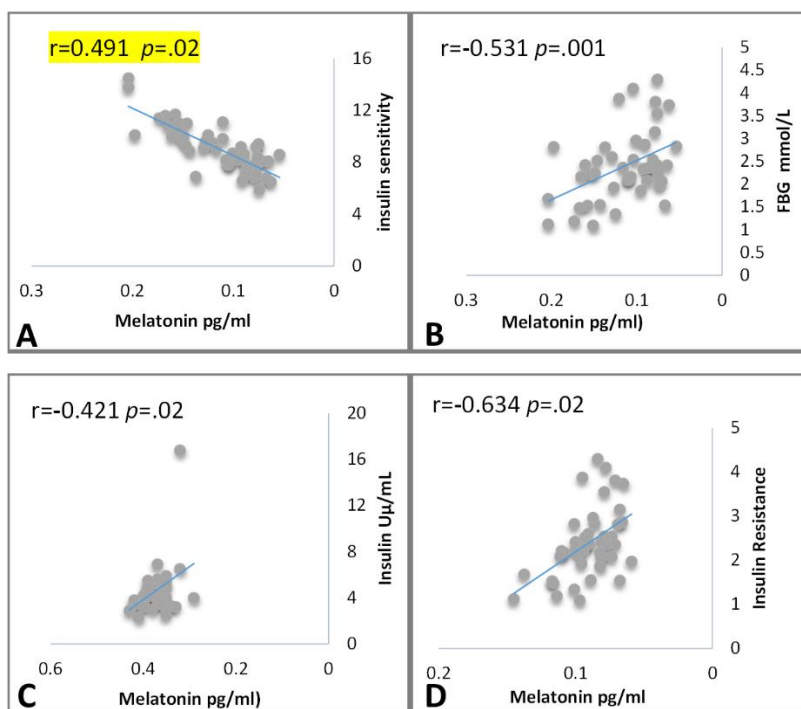 r=0.491 p=.02
16
12
8
4
0
insulin sensitivity
0.3
0.2
0.1
0
Melatonin pg/ml
A
r=-0.531 p=.001
5
4.5
4
3.5
3
2.5
2
1.5
1
0.5
0
FBG mmol/L
0.3
0.2
0.1
0
Melatonin pg/ml)
B
r=-0.421 p=.02
20
16
12
8
4
0
Insulin Uµ/mL
0.6
0.4
0.2
0
Melatonin pg/ml)
C
r=-0.634 p=.02
5
4
3
2
1
0
Insulin Resistance
0.2
0.1
0
Melatonin pg/ml
D